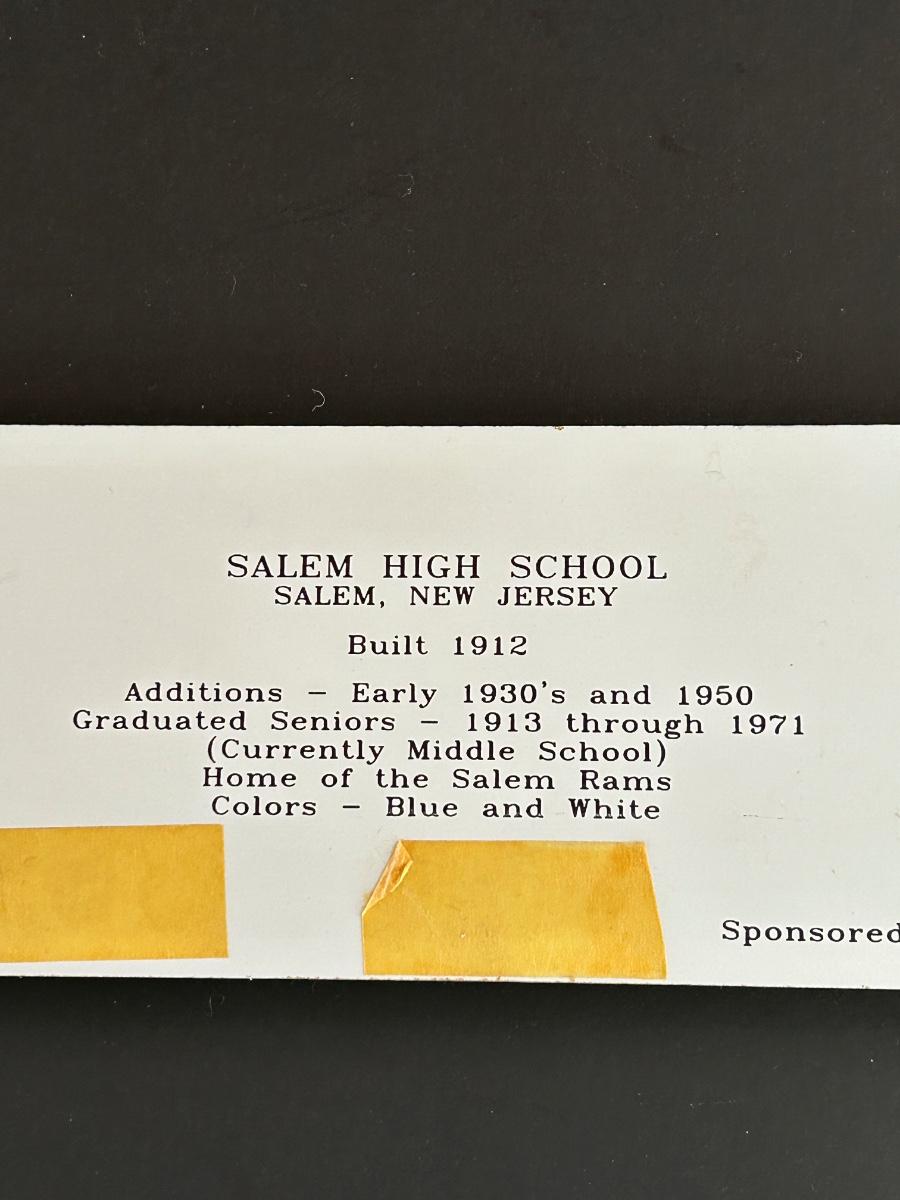 SALEM HIGH SCHOOL
SALEM, NEW JERSEY
Built 1912
Additions - Early 1930's and 1950
Graduated Seniors - 1913 through 1971
(Currently Middle School)
Home of the Salem Rams
Colors - Blue and White
Sponsored